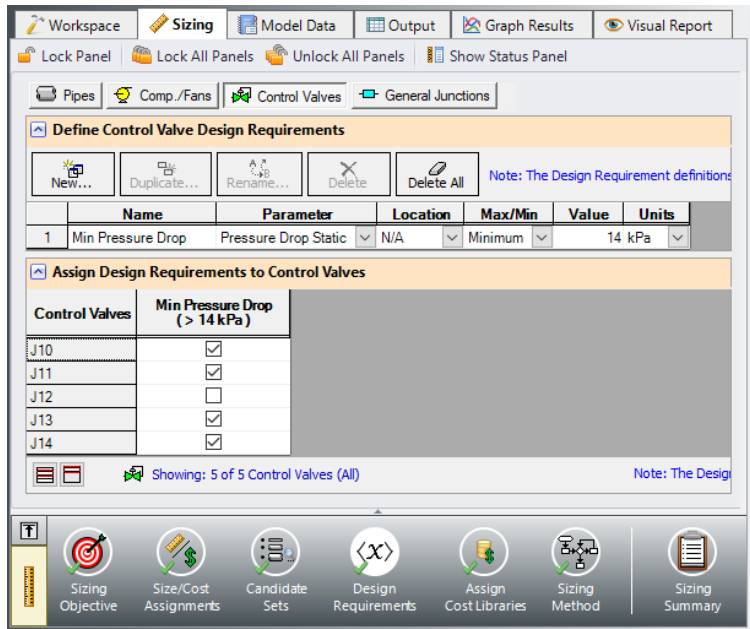 Workspace Sizing Model Data Output Graph Results Visual Report
Lock Panel Lock All Panels Unlock All Panels Show Status Panel
Pipes Comp./Fans Control Valves General Junctions
Define Control Valve Design Requirements
New... Duplicate... Rename... Delete Delete All Note: The Design Requirement definitions
Name Parameter Location Max/Min Value Units
1 Min Pressure Drop Pressure Drop Static N/A Minimum 14 kPa
Assign Design Requirements to Control Valves
Control Valves Min Pressure Drop
( > 14 kPa )
J10
J11
J12
J13
J14
Showing: 5 of 5 Control Valves (All) Note: The Desig
Sizing Size/Cost Candidate Design Assign Sizing Sizing
Objective Assignments Sets Requirements Cost Libraries Method Summary